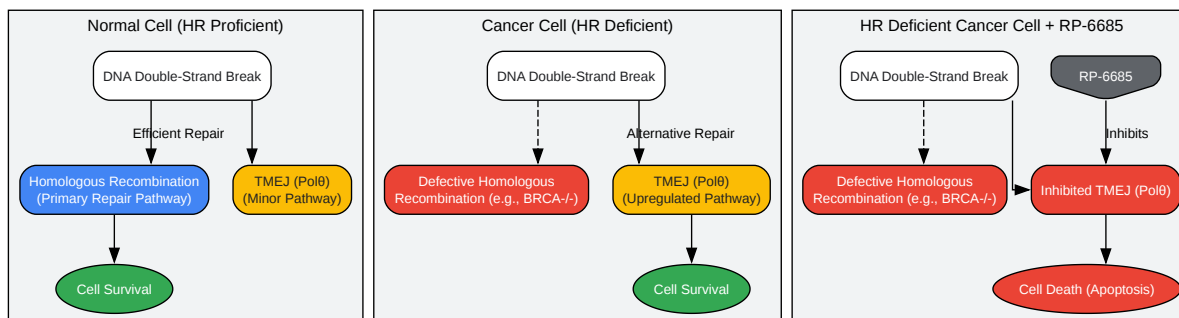 Normal Cell (HR Proficient)
DNA Double-Strand Break
Efficient Repair
Homologous Recombination
(Primary Repair Pathway)
TMEJ (Polθ)
(Minor Pathway)
Cell Survival
Cancer Cell (HR Deficient)
DNA Double-Strand Break
Alternative Repair
Defective Homologous
Recombination (e.g., BRCA-/-)
TMEJ (Polθ)
(Upregulated Pathway)
Cell Survival
HR Deficient Cancer Cell + RP-6685
DNA Double-Strand Break
RP-6685
Inhibits
Defective Homologous
Recombination (e.g., BRCA-/-)
Inhibited TMEJ (Polθ)
Cell Death (Apoptosis)